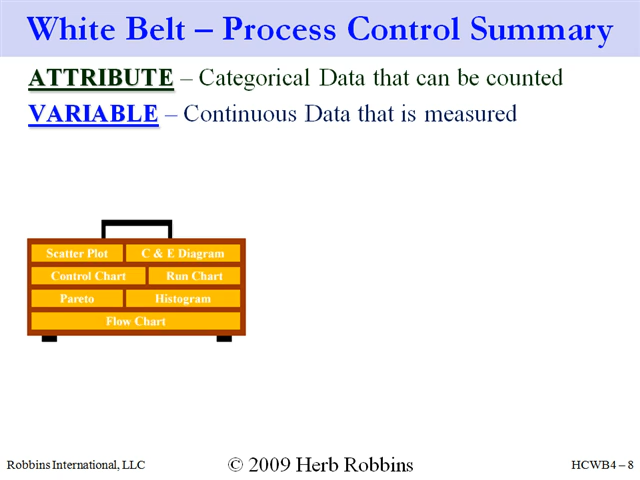 White Belt – Process Control Summary
ATTRIBUTE – Categorical Data that can be counted
VARIABLE – Continuous Data that is measured
Scatter Plot C & E Diagram
Control Chart Run Chart
Pareto Histogram
Flow Chart
Robbins International, LLC © 2009 Herb Robbins HCWB4 – 8